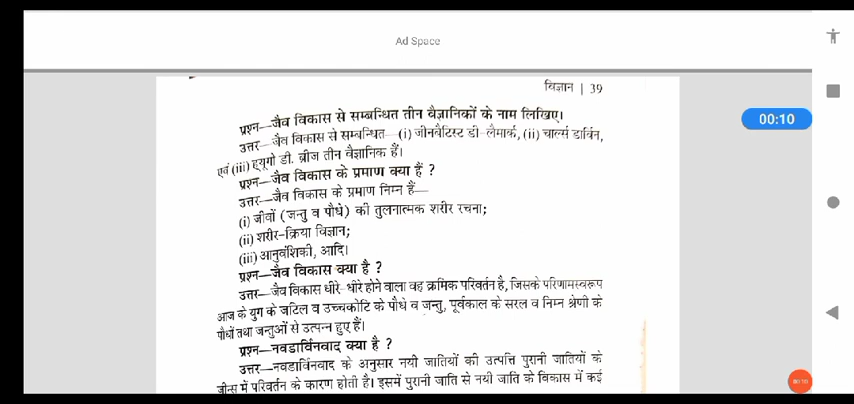 Ad Space
विज्ञान | 39
00:10
प्रश्न—जैव विकास से सम्बन्धित तीन वैज्ञानिकों के नाम लिखिए।
उत्तर—जैव विकास से सम्बन्धित—(i) जीनबैटिस्ट डी-लैमार्क, (ii) चार्ल्स डार्विन,
एवं (iii) ह्यूगो डी. ब्रीज तीन वैज्ञानिक हैं।
प्रश्न—जैव विकास के प्रमाण क्या हैं ?
उत्तर—जैव विकास के प्रमाण निम्न हैं—
(i) जीवों (जन्तु व पौधे) की तुलनात्मक शरीर रचना;
(ii) शरीर-क्रिया विज्ञान;
(iii) आनुवंशिकी, आदि।
प्रश्न—जैव विकास क्या है ?
उत्तर—जैव विकास धीरे-धीरे होने वाला वह क्रमिक परिवर्तन है, जिसके परिणामस्वरूप
आज के युग के जटिल व उच्चकोटि के पौधे व जन्तु, पूर्वकाल के सरल व निम्न श्रेणी के
पौधों तथा जन्तुओं से उत्पन्न हुए हैं।
प्रश्न—नवडार्विनवाद क्या है ?
उत्तर—नवडार्विनवाद के अनुसार नयी जातियों की उत्पत्ति पुरानी जातियों के
जीन्स में परिवर्तन के कारण होती है। इसमें पुरानी जाति से नयी जाति के विकास में कई